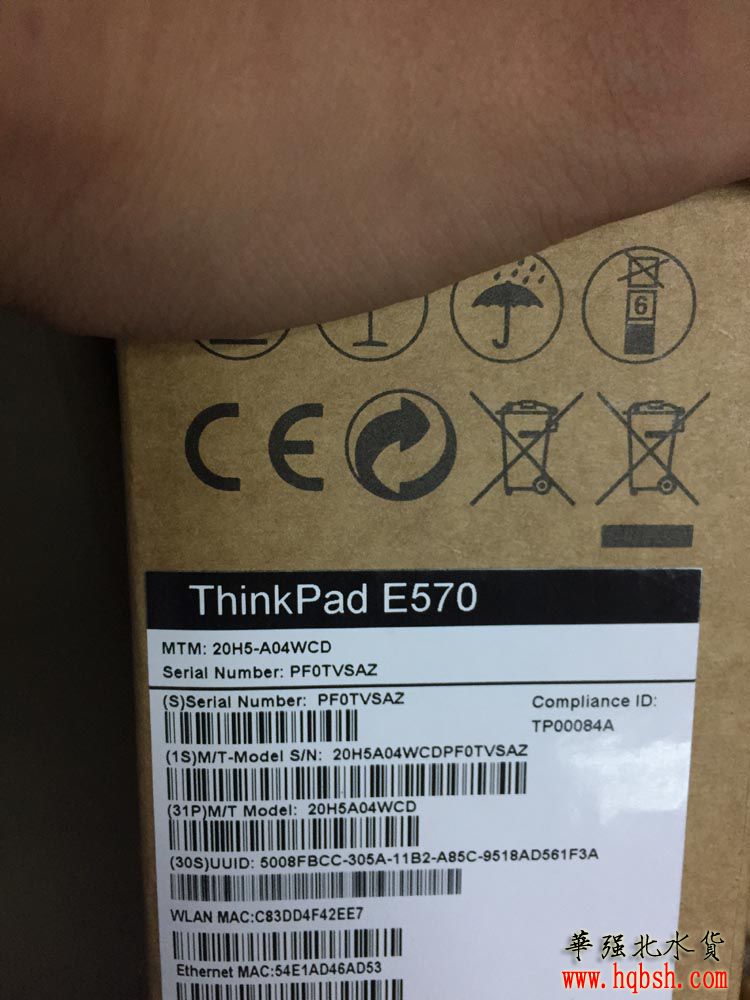 6
CE
ThinkPad E570
MTM: 20H5-A04WCD
Serial Number: PF0TVSAZ
(S)Serial Number: PF0TVSAZ
Compliance ID:
TP00084A
(1S)M/T-Model S/N: 20H5A04WCDPF0TVSAZ
(31P)M/T Model: 20H5A04WCD
(30S)UUID: 5008FBCC-305A-11B2-A85C-9518AD561F3A
WLAN MAC:C83DD4F42EE7
Ethernet MAC:54E1AD46AD53
華强北水貨
www.hqbsh.com